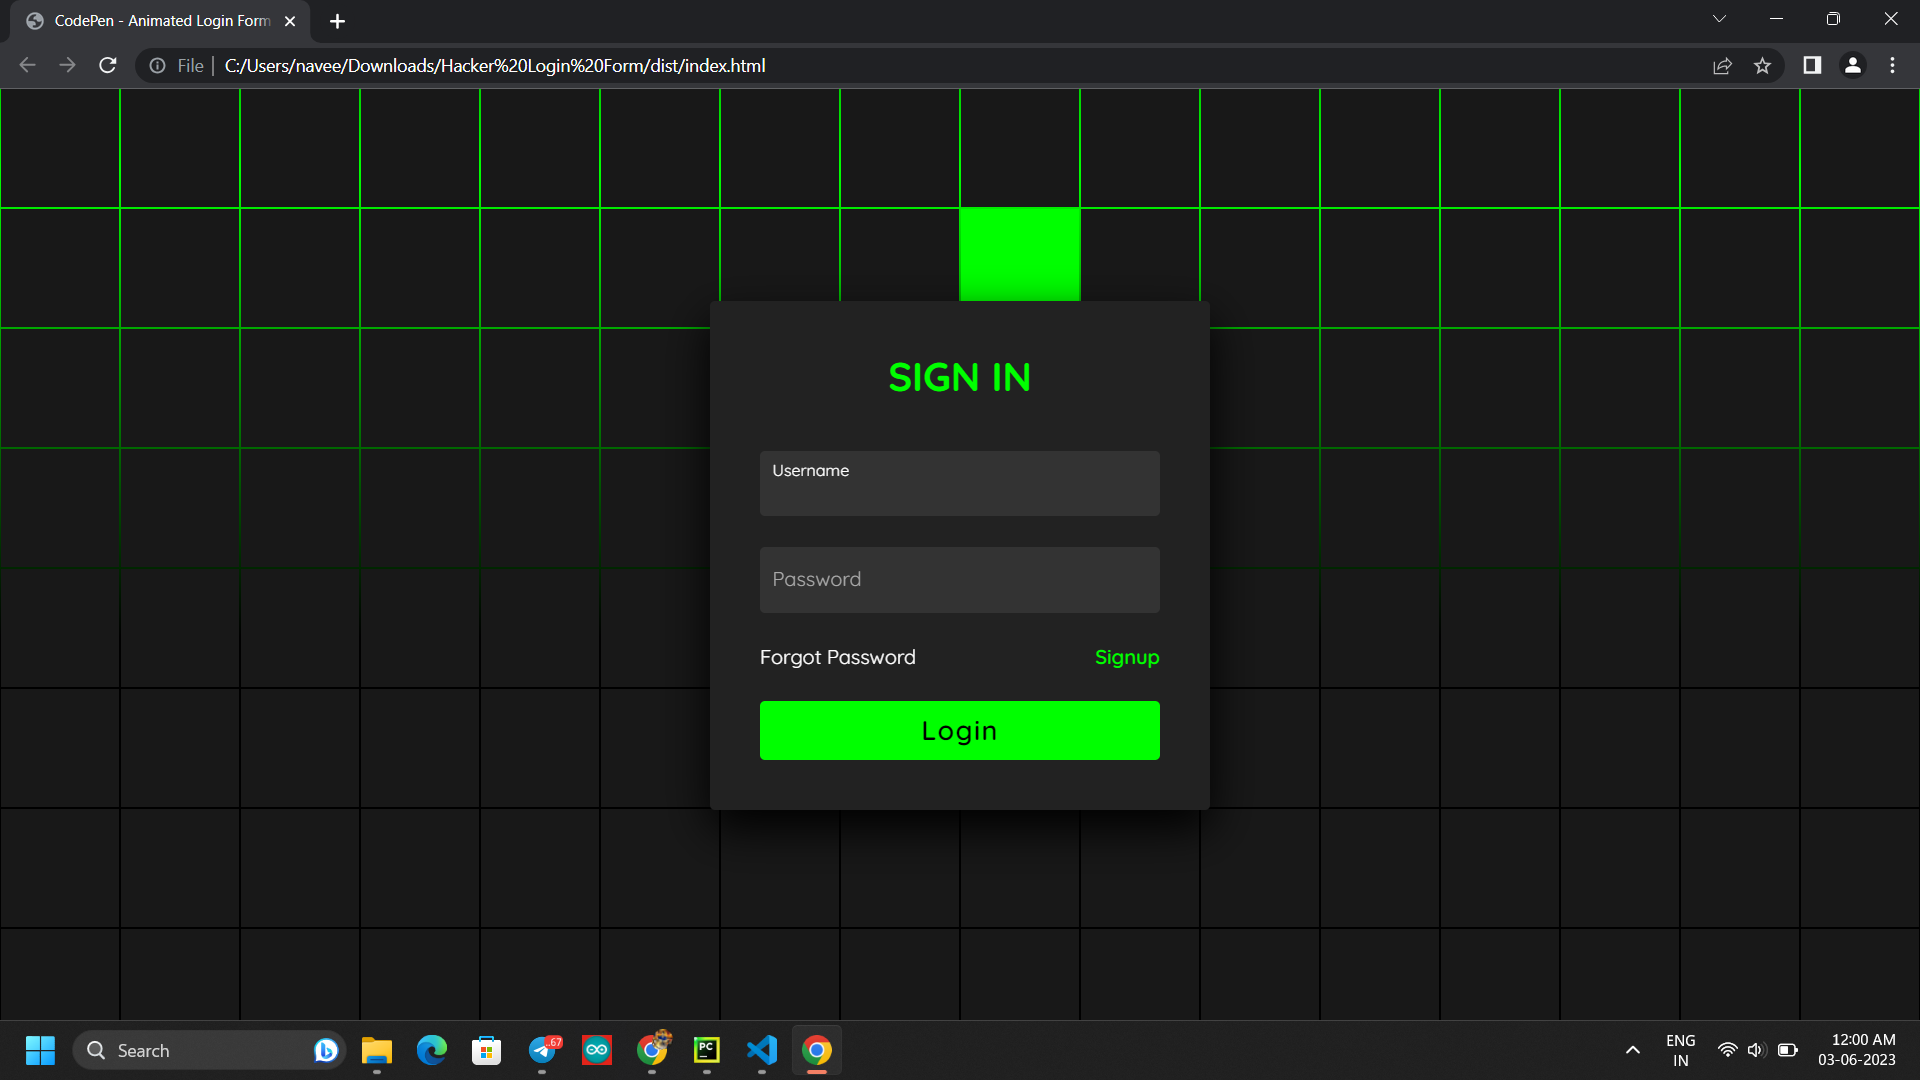 CodePen - Animated Login Form
File | C:/Users/navee/Downloads/Hacker%20Login%20Form/dist/index.html
SIGN IN
Username
Password
Forgot Password Signup
Login
Search
..67
PC
ENG
IN
12:00 AM
03-06-2023